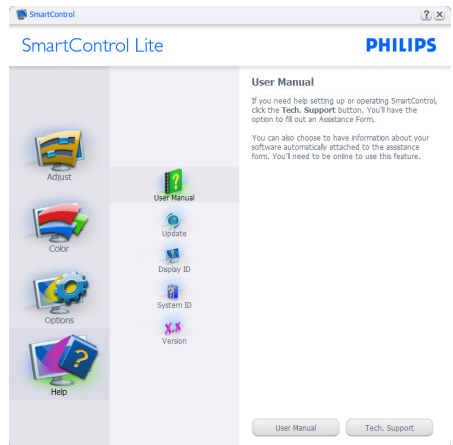 SmartControl
? x
SmartControl Lite
PHILIPS
Adjust
Color
Options
Help
User Manual
Update
Display ID
System ID
X.X
Version
User Manual
If you need help setting up or operating SmartControl,
click the Tech. Support button. You'll have the
option to fill out an Assistance Form.
You can also choose to have information about your
software automatically attached to the assistance
form. You'll need to be online to use this feature.
User Manual
Tech. Support